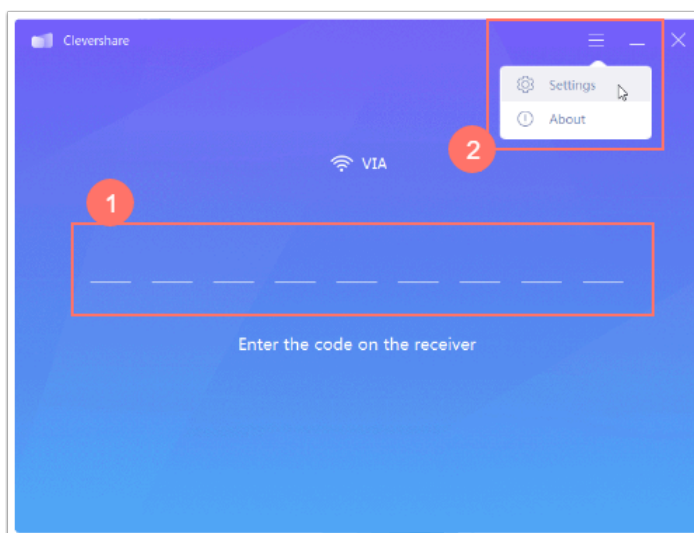 Clevershare
Settings
About
2
VIA
1
Enter the code on the receiver